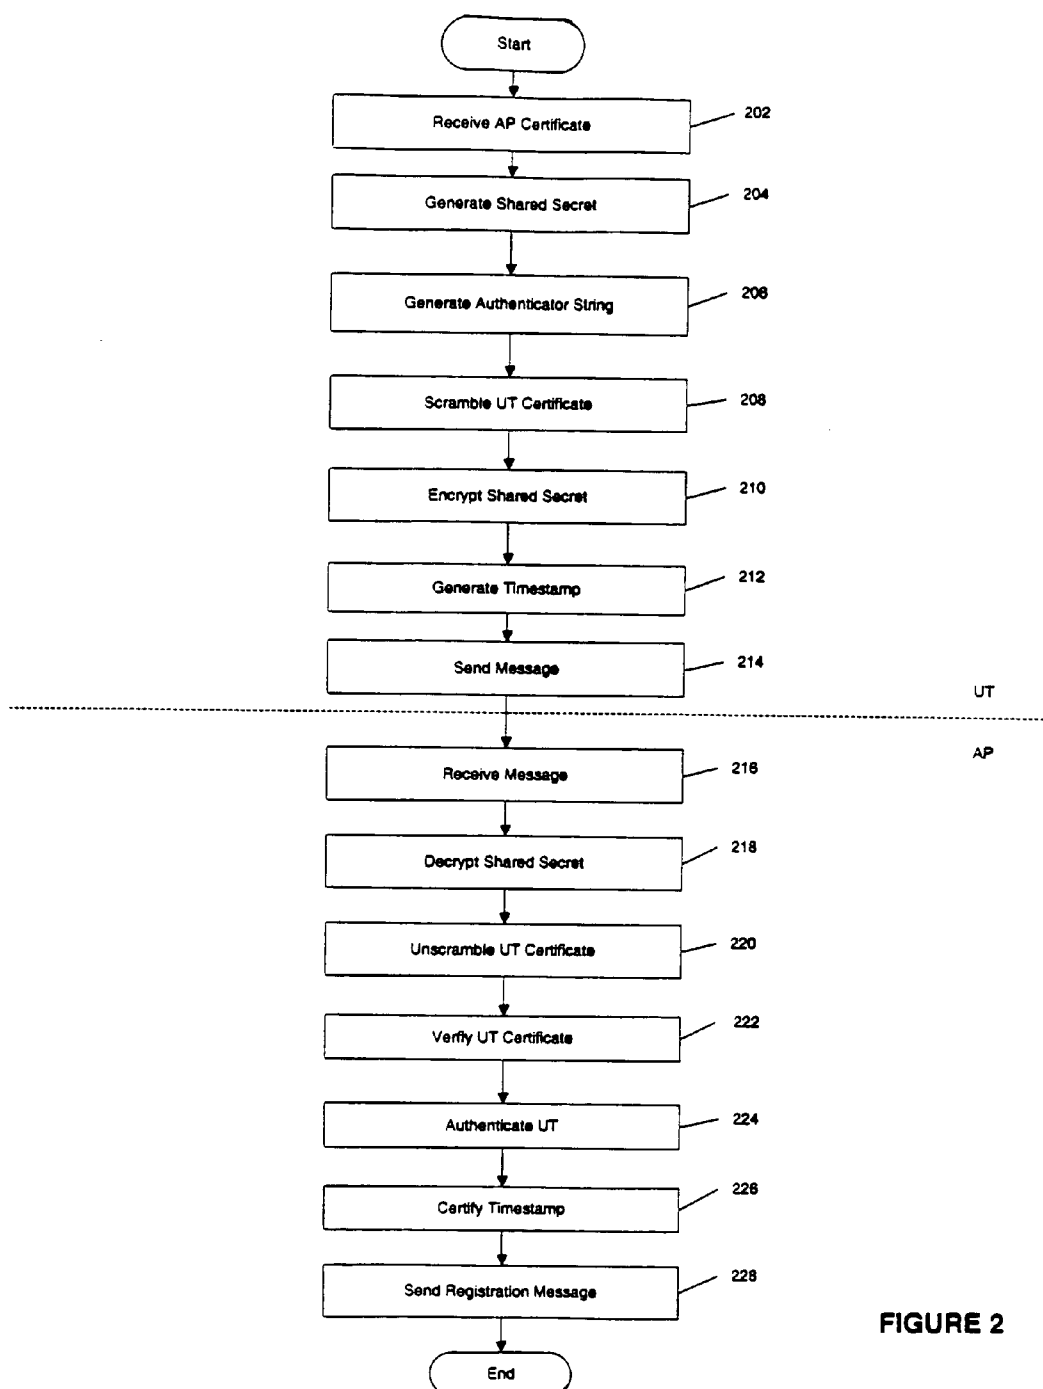 Start
Receive AP Certificate
202
Generate Shared Secret
204
Generate Authenticator String
206
Scramble UT Certificate
208
Encrypt Shared Secret
210
Generate Timestamp
212
Send Message
214
UT
AP
Receive Message
216
Decrypt Shared Secret
218
Unscramble UT Certificate
220
Verfiy UT Certificate
222
Authenticate UT
224
Certify Timestamp
226
Send Registration Message
228
FIGURE 2
End